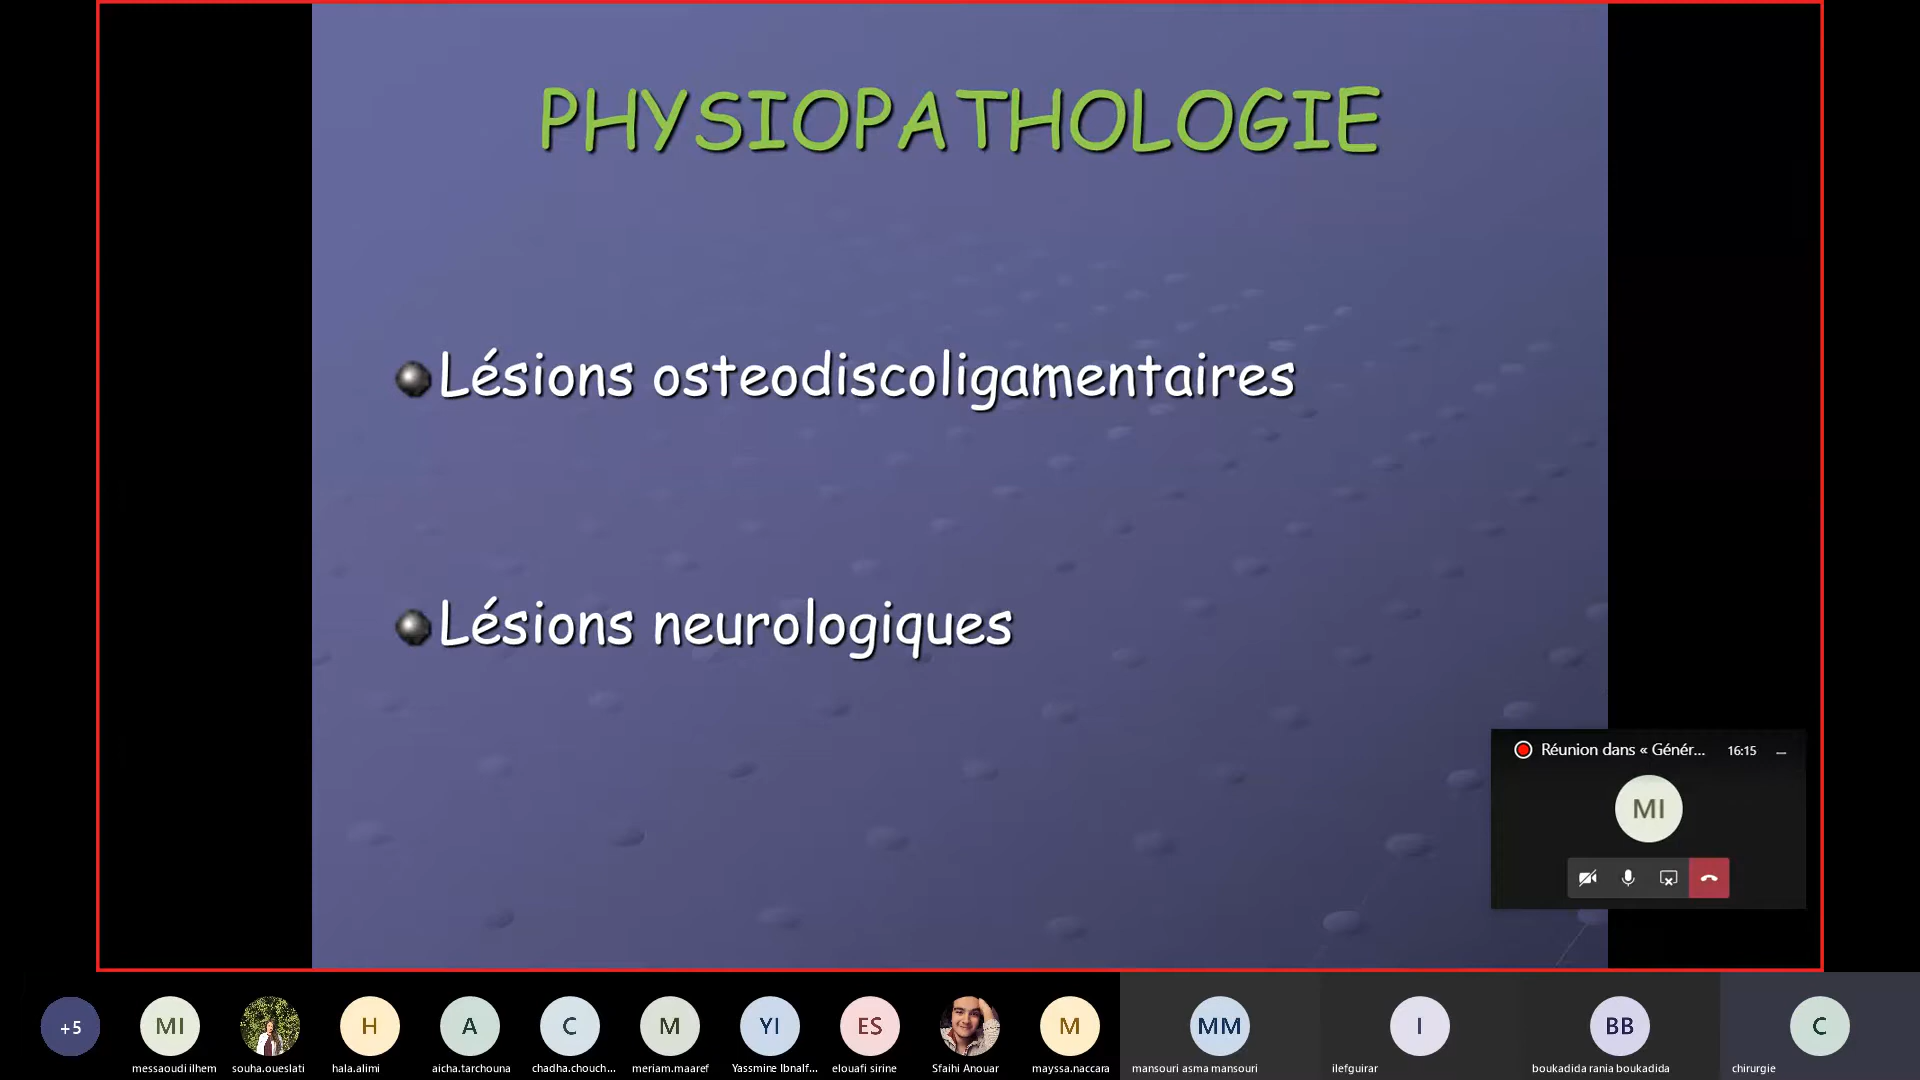 PHYSIOPATHOLOGIE
Lésions osteodiscoligamentaires
Lésions neurologiques
Réunion dans « Génér... 16:15
MI
+5 MI H A C M YI ES M MM I BB C
messaoudi ilhem souha.oueslati hala.alimi aicha.tarchouna chadha.chouch... meriem.maaref Yassmine Ibnalf... elouafi sirine Sfaihi Anouar mayssa.naccara mansouri asma mansouri ilefguirar boukadida rania boukadida chirurgie